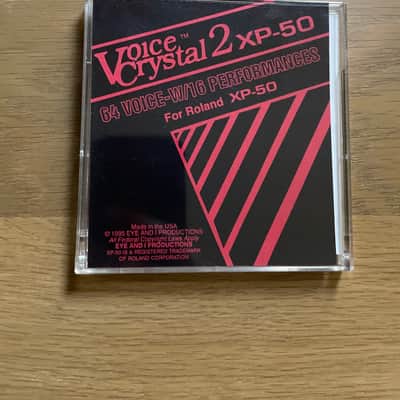 Voice Crystal™ 2 XP-50
64 VOICE-W/16 PERFORMANCES
For Roland XP-50
Made in the USA
© 1995 EYE AND I PRODUCTIONS
All Federal Copyright Laws Apply
EYE AND I PRODUCTIONS
XP-50 IS A REGISTERED TRADEMARK
OF ROLAND CORPORATION